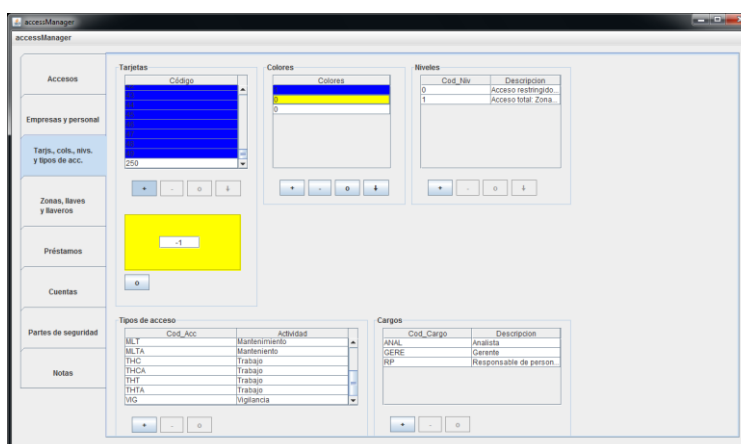 accessManager
accessManager
Accesos
Empresas y personal
Tarjs., cols., nivs.
y tipos de acc.
Zonas, llaves
y llaveros
Préstamos
Cuentas
Partes de seguridad
Notas
Tarjetas
Código
250
+ - o ↓
-1
o
Colores
Colores
0
0
+ - o ↓
Niveles
Cod_Niv Descripcion
0 Acceso restringido...
1 Acceso total: Zona...
+ - o ↓
Tipos de acceso
Cod_Acc Actividad
MLT Mantenimiento
MLTA Manteniento
THC Trabajo
THCA Trabajo
THT Trabajo
THTA Trabajo
VIG Vigilancia
+ - o
Cargos
Cod_Cargo Descripcion
ANAL Analista
GERE Gerente
RP Responsable de person...
+ - o